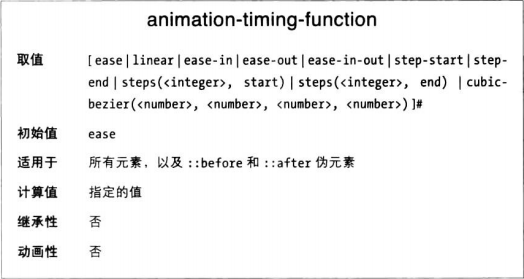 animation-timing-function
取值 [ ease | linear | ease-in | ease-out | ease-in-out | step-start | step-
end | steps(<integer>, start) | steps(<integer>, end) | cubic-
bezier(<number>, <number>, <number>, <number>) ]#
初始值 ease
适用于 所有元素，以及 ::before 和 ::after 伪元素
计算值 指定的值
继承性 否
动画性 否